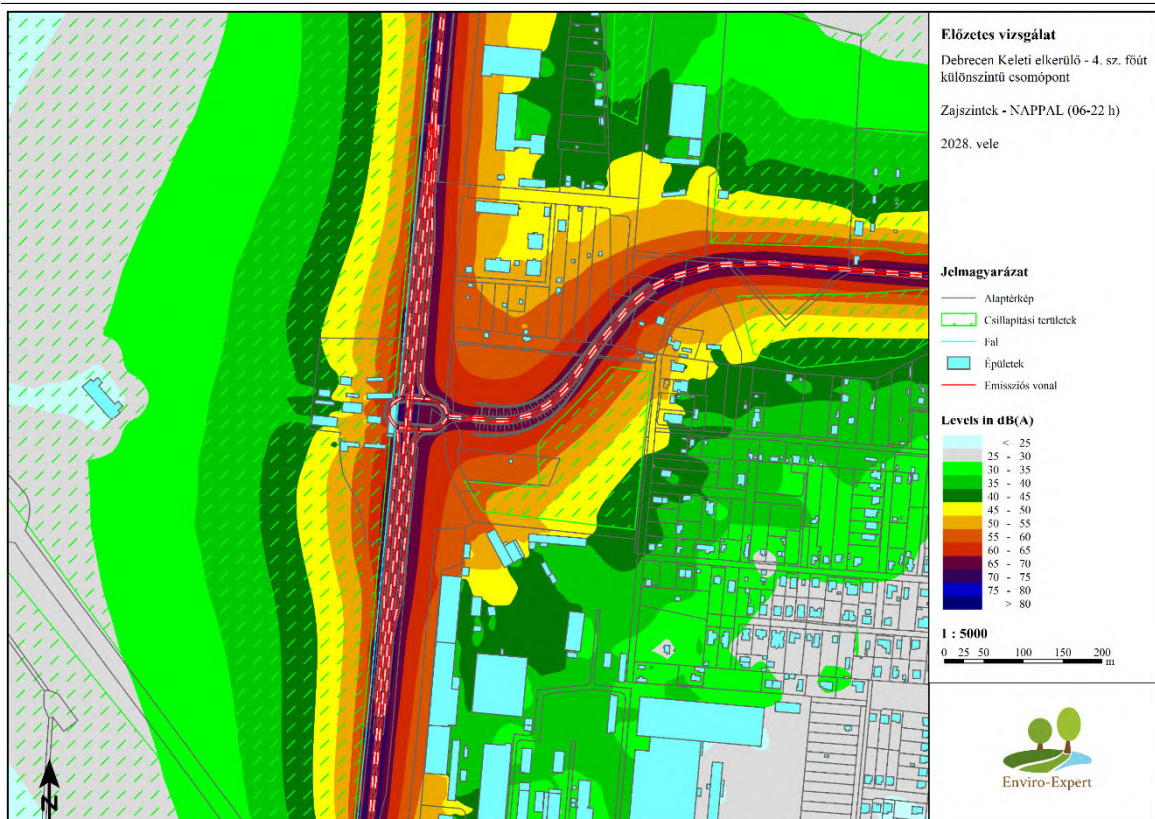 Előzetes vizsgálat
Debrecen Keleti elkerülő - 4. sz. főút
különszintű csomópont
Zajszintek - NAPPAL (06-22 h)
2028. vele
Jelmagyarázat
Alaptérkép
Csillapítási területek
Fal
Épületek
Emissziós vonal
Levels in dB(A)
< 25
25 - 30
30 - 35
35 - 40
40 - 45
45 - 50
50 - 55
55 - 60
60 - 65
65 - 70
70 - 75
75 - 80
> 80
1 : 5000
0 25 50 100 150 200
m
Enviro-Expert
N